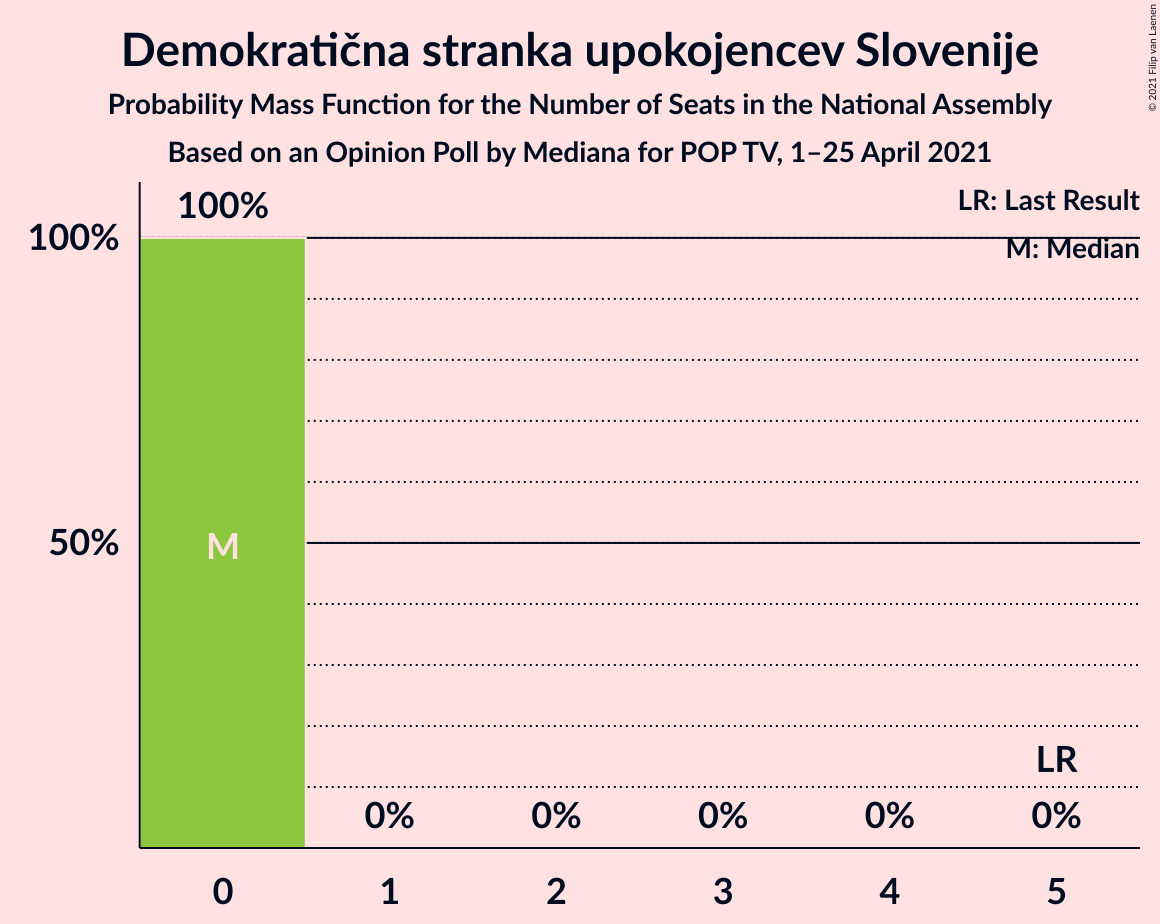 Demokratična stranka upokojencev Slovenije
Probability Mass Function for the Number of Seats in the National Assembly
Based on an Opinion Poll by Mediana for POP TV, 1–25 April 2021
© 2021 Filip van Laenen
LR: Last Result
M: Median
100%
100%
50%
M
LR
0% 0% 0% 0% 0%
0 1 2 3 4 5